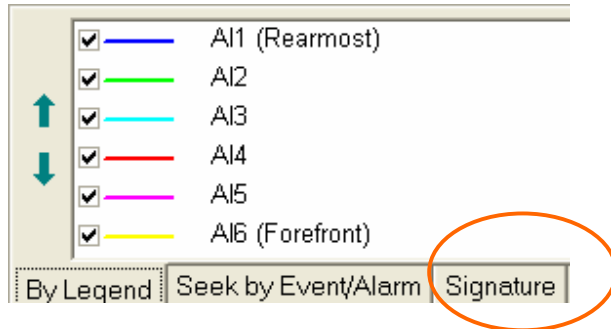 AI1 (Rearmost)
AI2
AI3
AI4
AI5
AI6 (Forefront)
By Legend Seek by Event/Alarm Signature